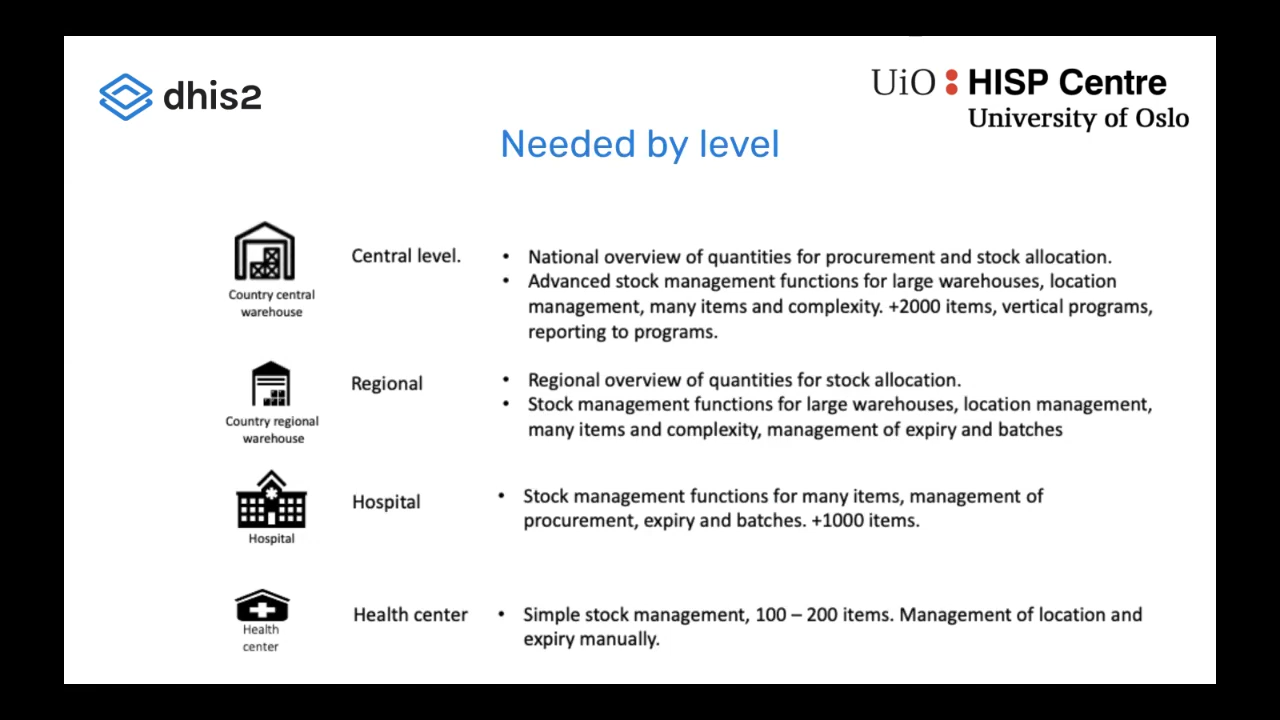 dhis2
UiO : HISP Centre
University of Oslo
Needed by level
Country central
warehouse
Central level.
• National overview of quantities for procurement and stock allocation.
• Advanced stock management functions for large warehouses, location
management, many items and complexity. +2000 items, vertical programs,
reporting to programs.
Country regional
warehouse
Regional
• Regional overview of quantities for stock allocation.
• Stock management functions for large warehouses, location management,
many items and complexity, management of expiry and batches
Hospital
Hospital
• Stock management functions for many items, management of
procurement, expiry and batches. +1000 items.
Health
center
Health center
• Simple stock management, 100 – 200 items. Management of location and
expiry manually.